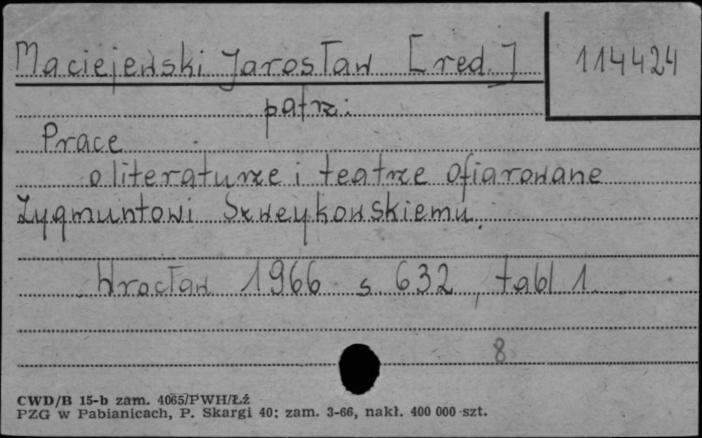 Maciejewski Jarosław [red.]
114424
patrz:
Prace
o literaturze i teatrze ofiarowane
Zygmuntowi Szweykowskiemu.
Wrocław 1966 s. 632, tabl 1
8
CWD/B 15-b zam. 4065/PWH/Łź
PZG w Pabianicach, P. Skargi 40; zam. 3-66, nakł. 400 000 szt.